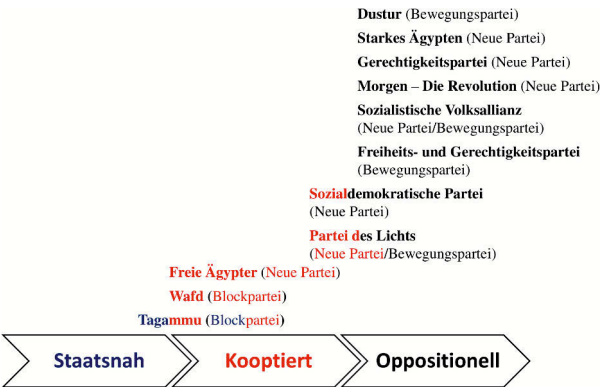 Dustur (Bewegungspartei)
Starkes Ägypten (Neue Partei)
Gerechtigkeitspartei (Neue Partei)
Morgen – Die Revolution (Neue Partei)
Sozialistische Volksallianz
(Neue Partei/Bewegungspartei)
Freiheits- und Gerechtigkeitspartei
(Bewegungspartei)
Sozialdemokratische Partei
(Neue Partei)
Partei des Lichts
(Neue Partei/Bewegungspartei)
Freie Ägypter (Neue Partei)
Wafd (Blockpartei)
Tagammu (Blockpartei)
Staatsnah Kooptiert Oppositionell